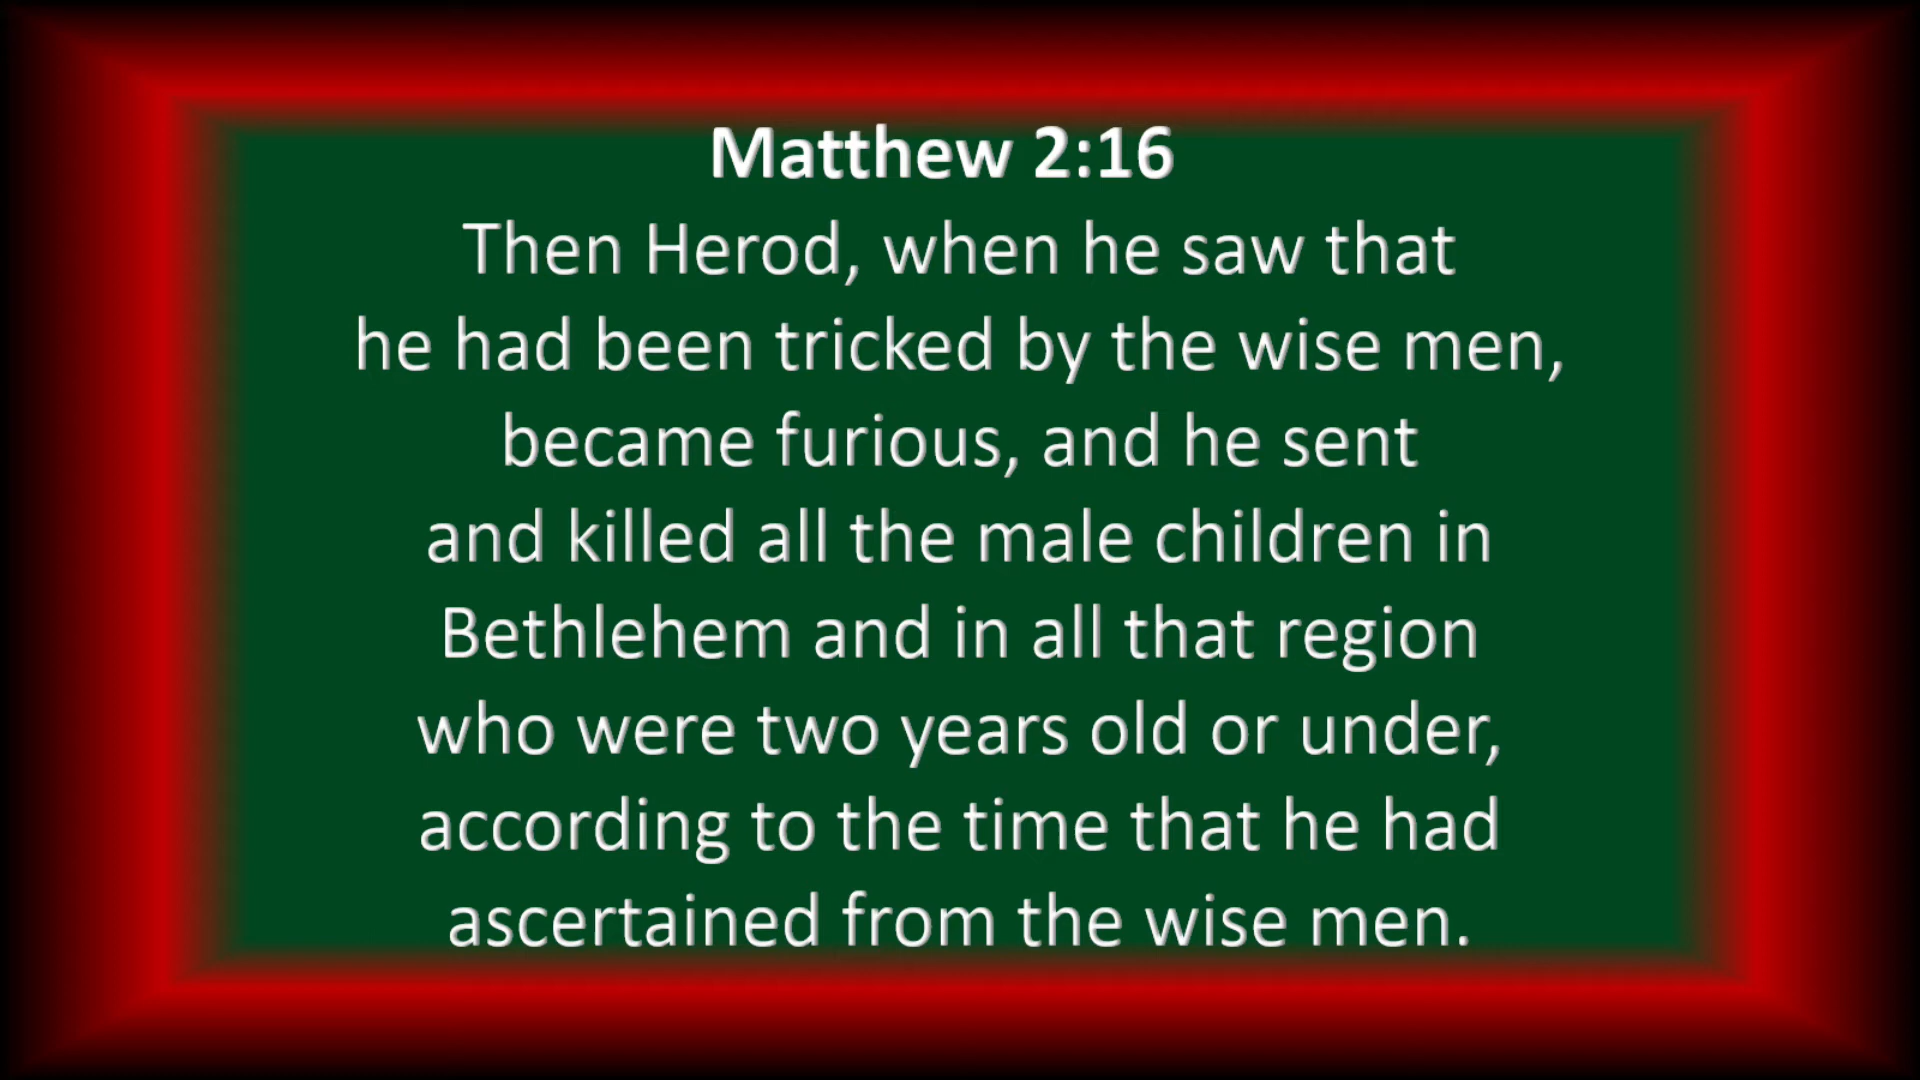 Matthew 2:16
Then Herod, when he saw that
he had been tricked by the wise men,
became furious, and he sent
and killed all the male children in
Bethlehem and in all that region
who were two years old or under,
according to the time that he had
ascertained from the wise men.